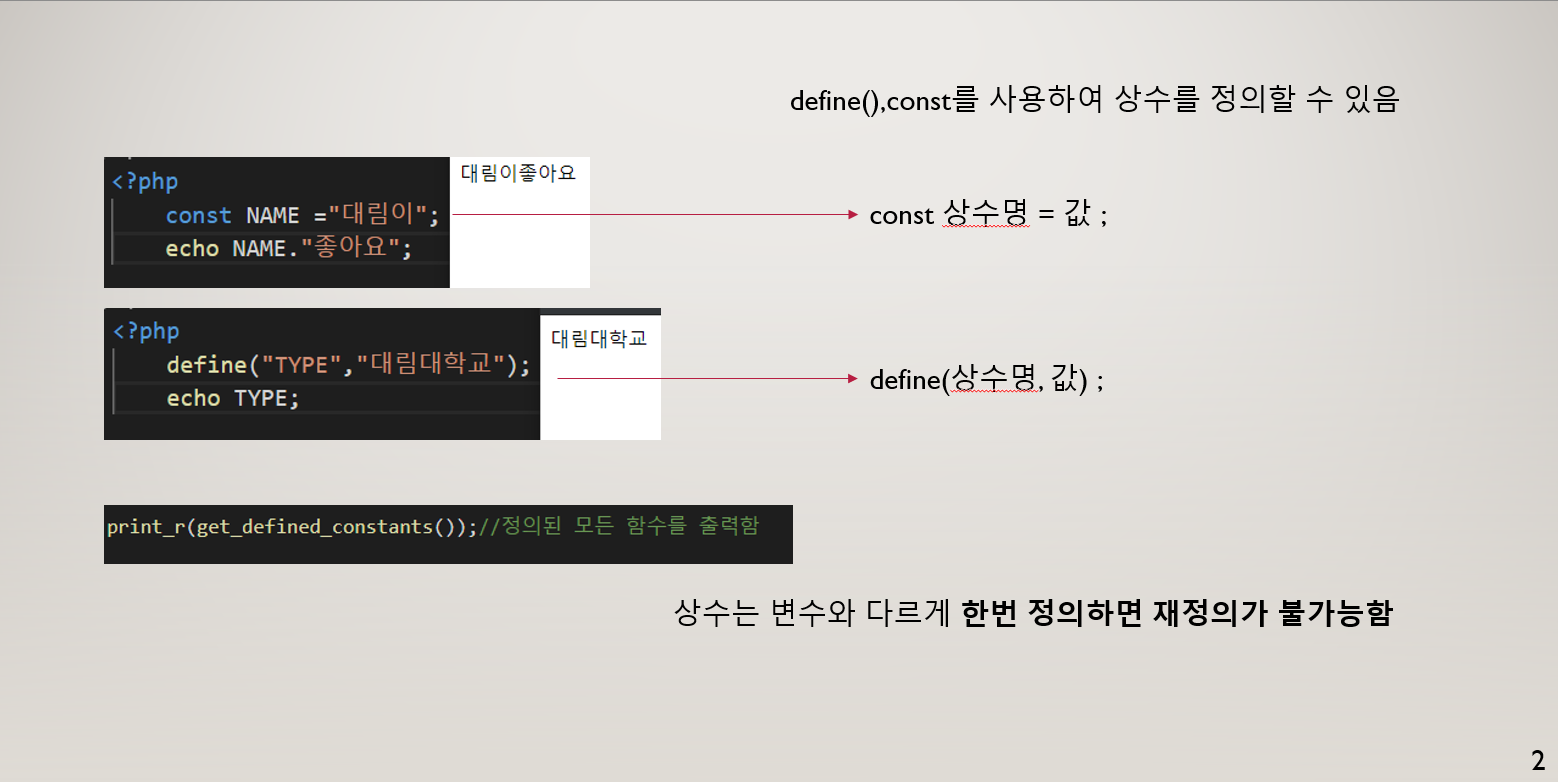 define(),const를 사용하여 상수를 정의할 수 있음
<?php
const NAME ="대림이";
echo NAME."좋아요";
대림이좋아요
const 상수명 = 값 ;
<?php
define("TYPE","대림대학교");
echo TYPE;
대림대학교
define(상수명, 값) ;
print_r(get_defined_constants());//정의된 모든 함수를 출력함
상수는 변수와 다르게 한번 정의하면 재정의가 불가능함
2